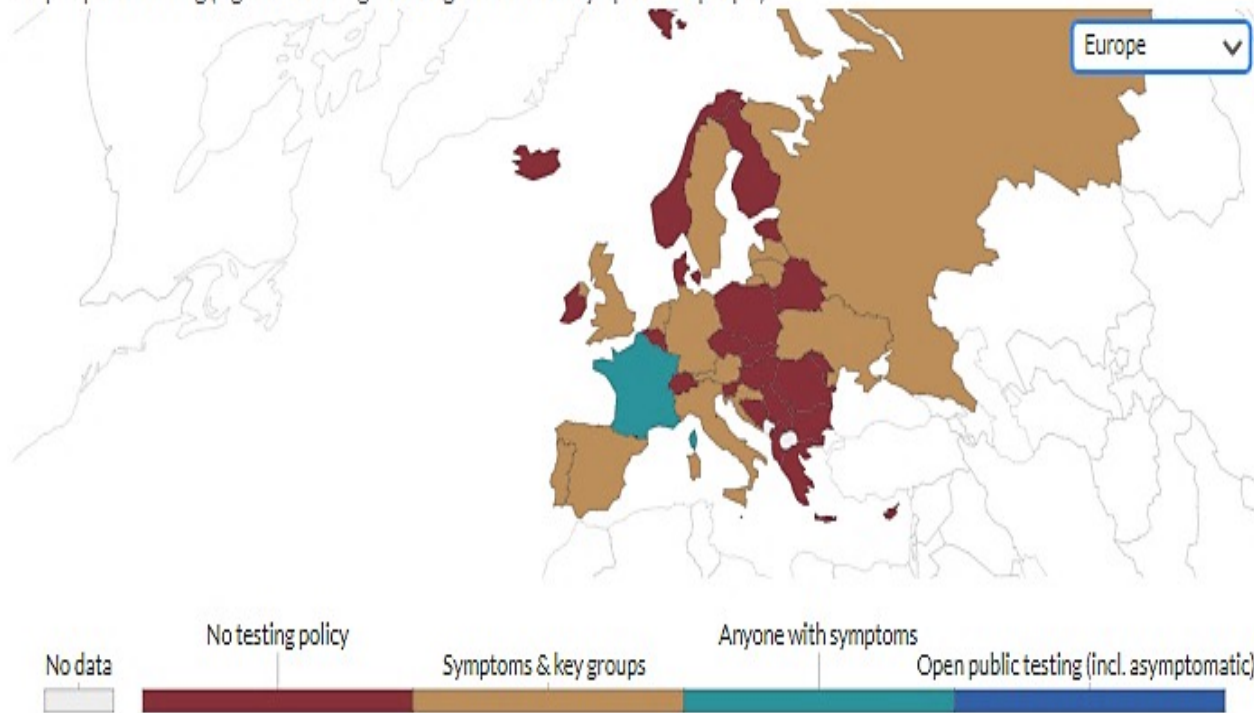 Europe
No testing policy
Anyone with symptoms
No data
Symptoms & key groups
Open public testing (incl. asymptomatic)